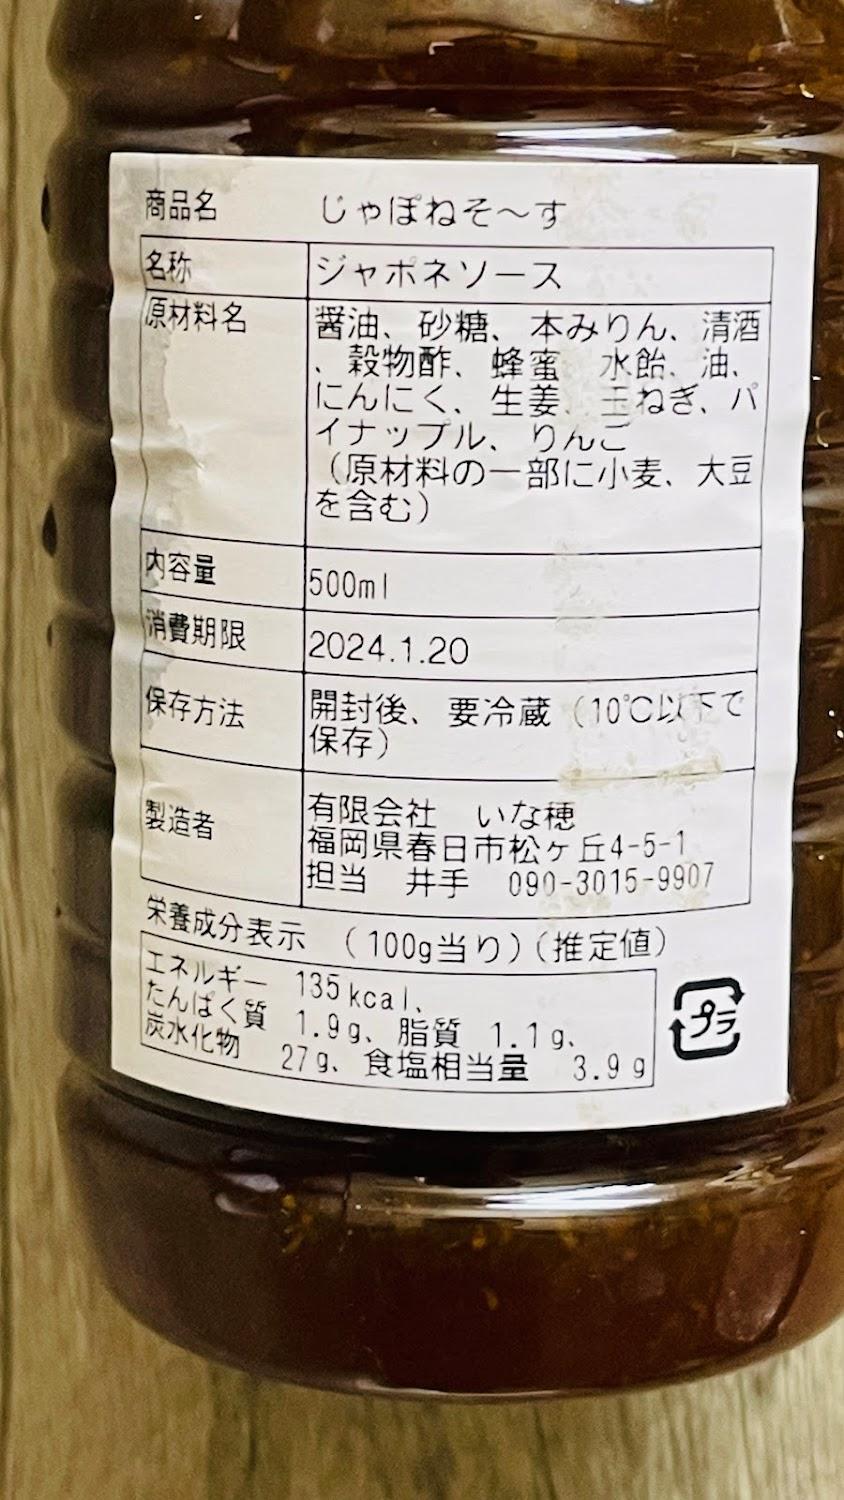 商品名 じゃぽねそ〜す
名称 ジャポネソース
原材料名 醤油、砂糖、本みりん、清酒
、穀物酢、蜂蜜 水飴、油、
にんにく、生姜、玉ねぎ、パ
イナップル、りんご
（原材料の一部に小麦、大豆
を含む）
内容量 500ml
消費期限 2024.1.20
保存方法 開封後、要冷蔵（10℃以下で
保存）
製造者 有限会社 いな穂
福岡県春日市松ヶ丘4-5-1
担当 井手 090-3015-9907
栄養成分表示 （100g当り）（推定値）
エネルギー 135kcal、
たんぱく質 1.9g、脂質 1.1g、
炭水化物 27g、食塩相当量 3.9g
プラ